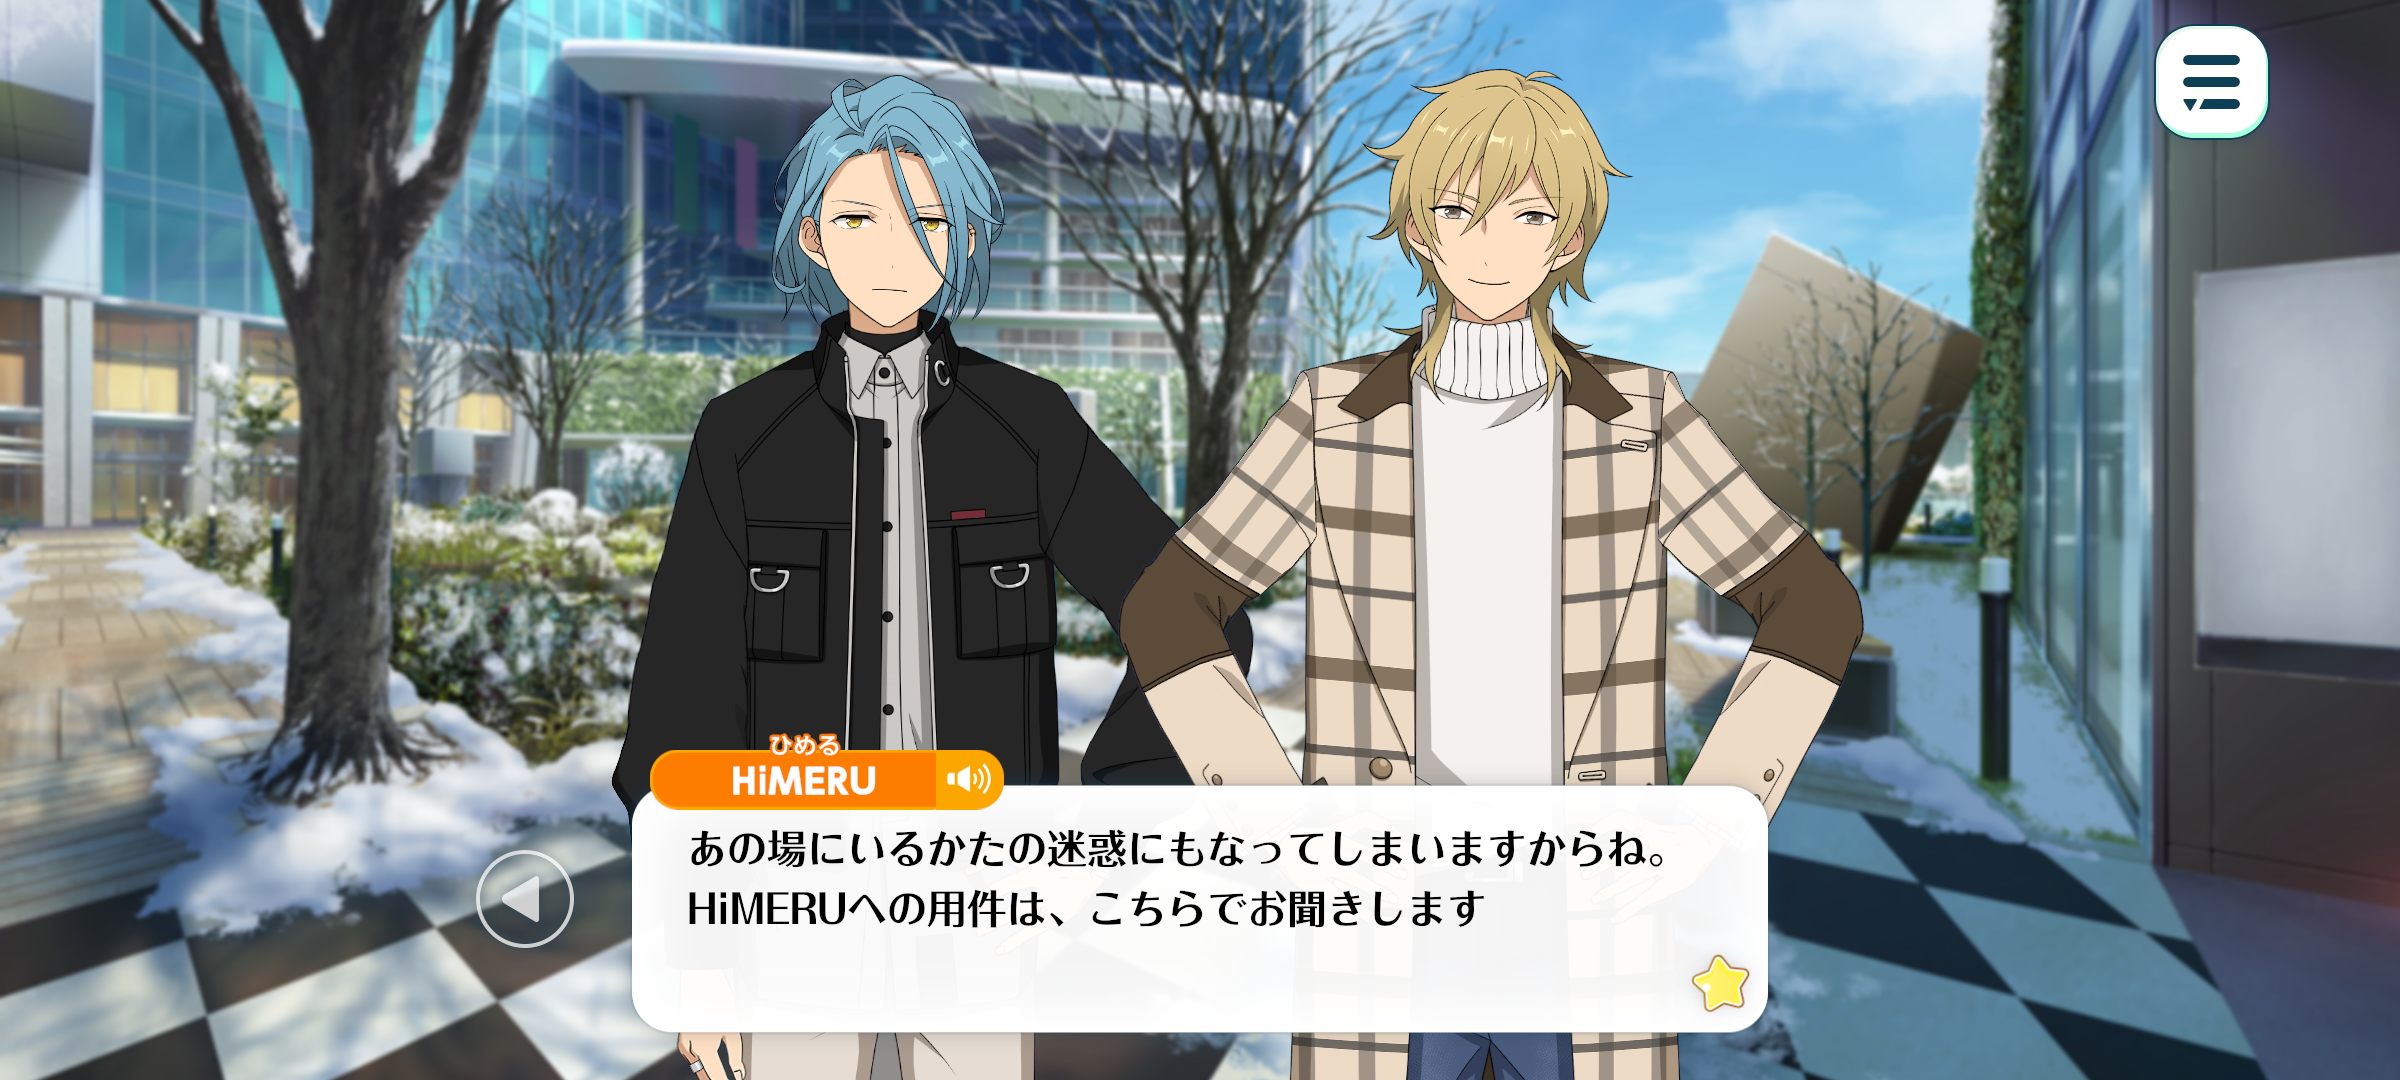 ひめる
HiMERU
あの場にいるかたの迷惑にもなってしまいますからね。
HiMERUへの用件は、こちらでお聞きします